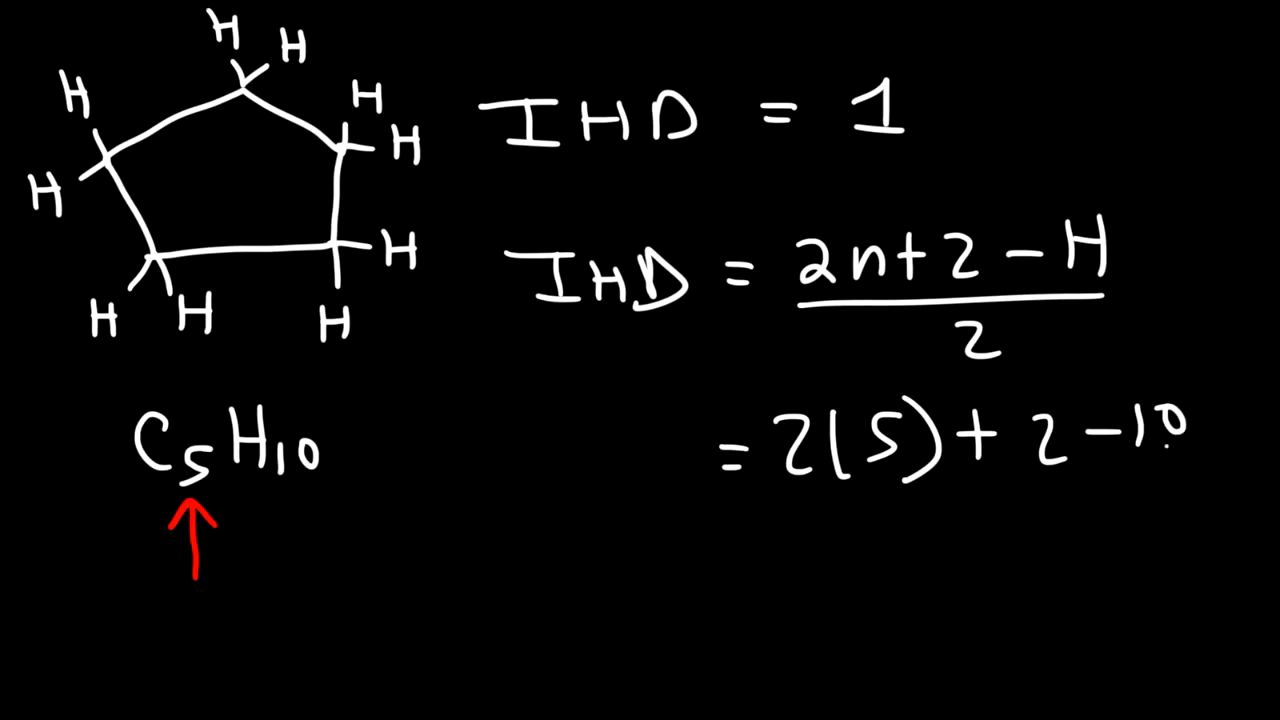 H H
H H
H
H H
H H H
IHD = 1
IHD = 2n+2-H
2
C5H10
= 2(5)+2-10